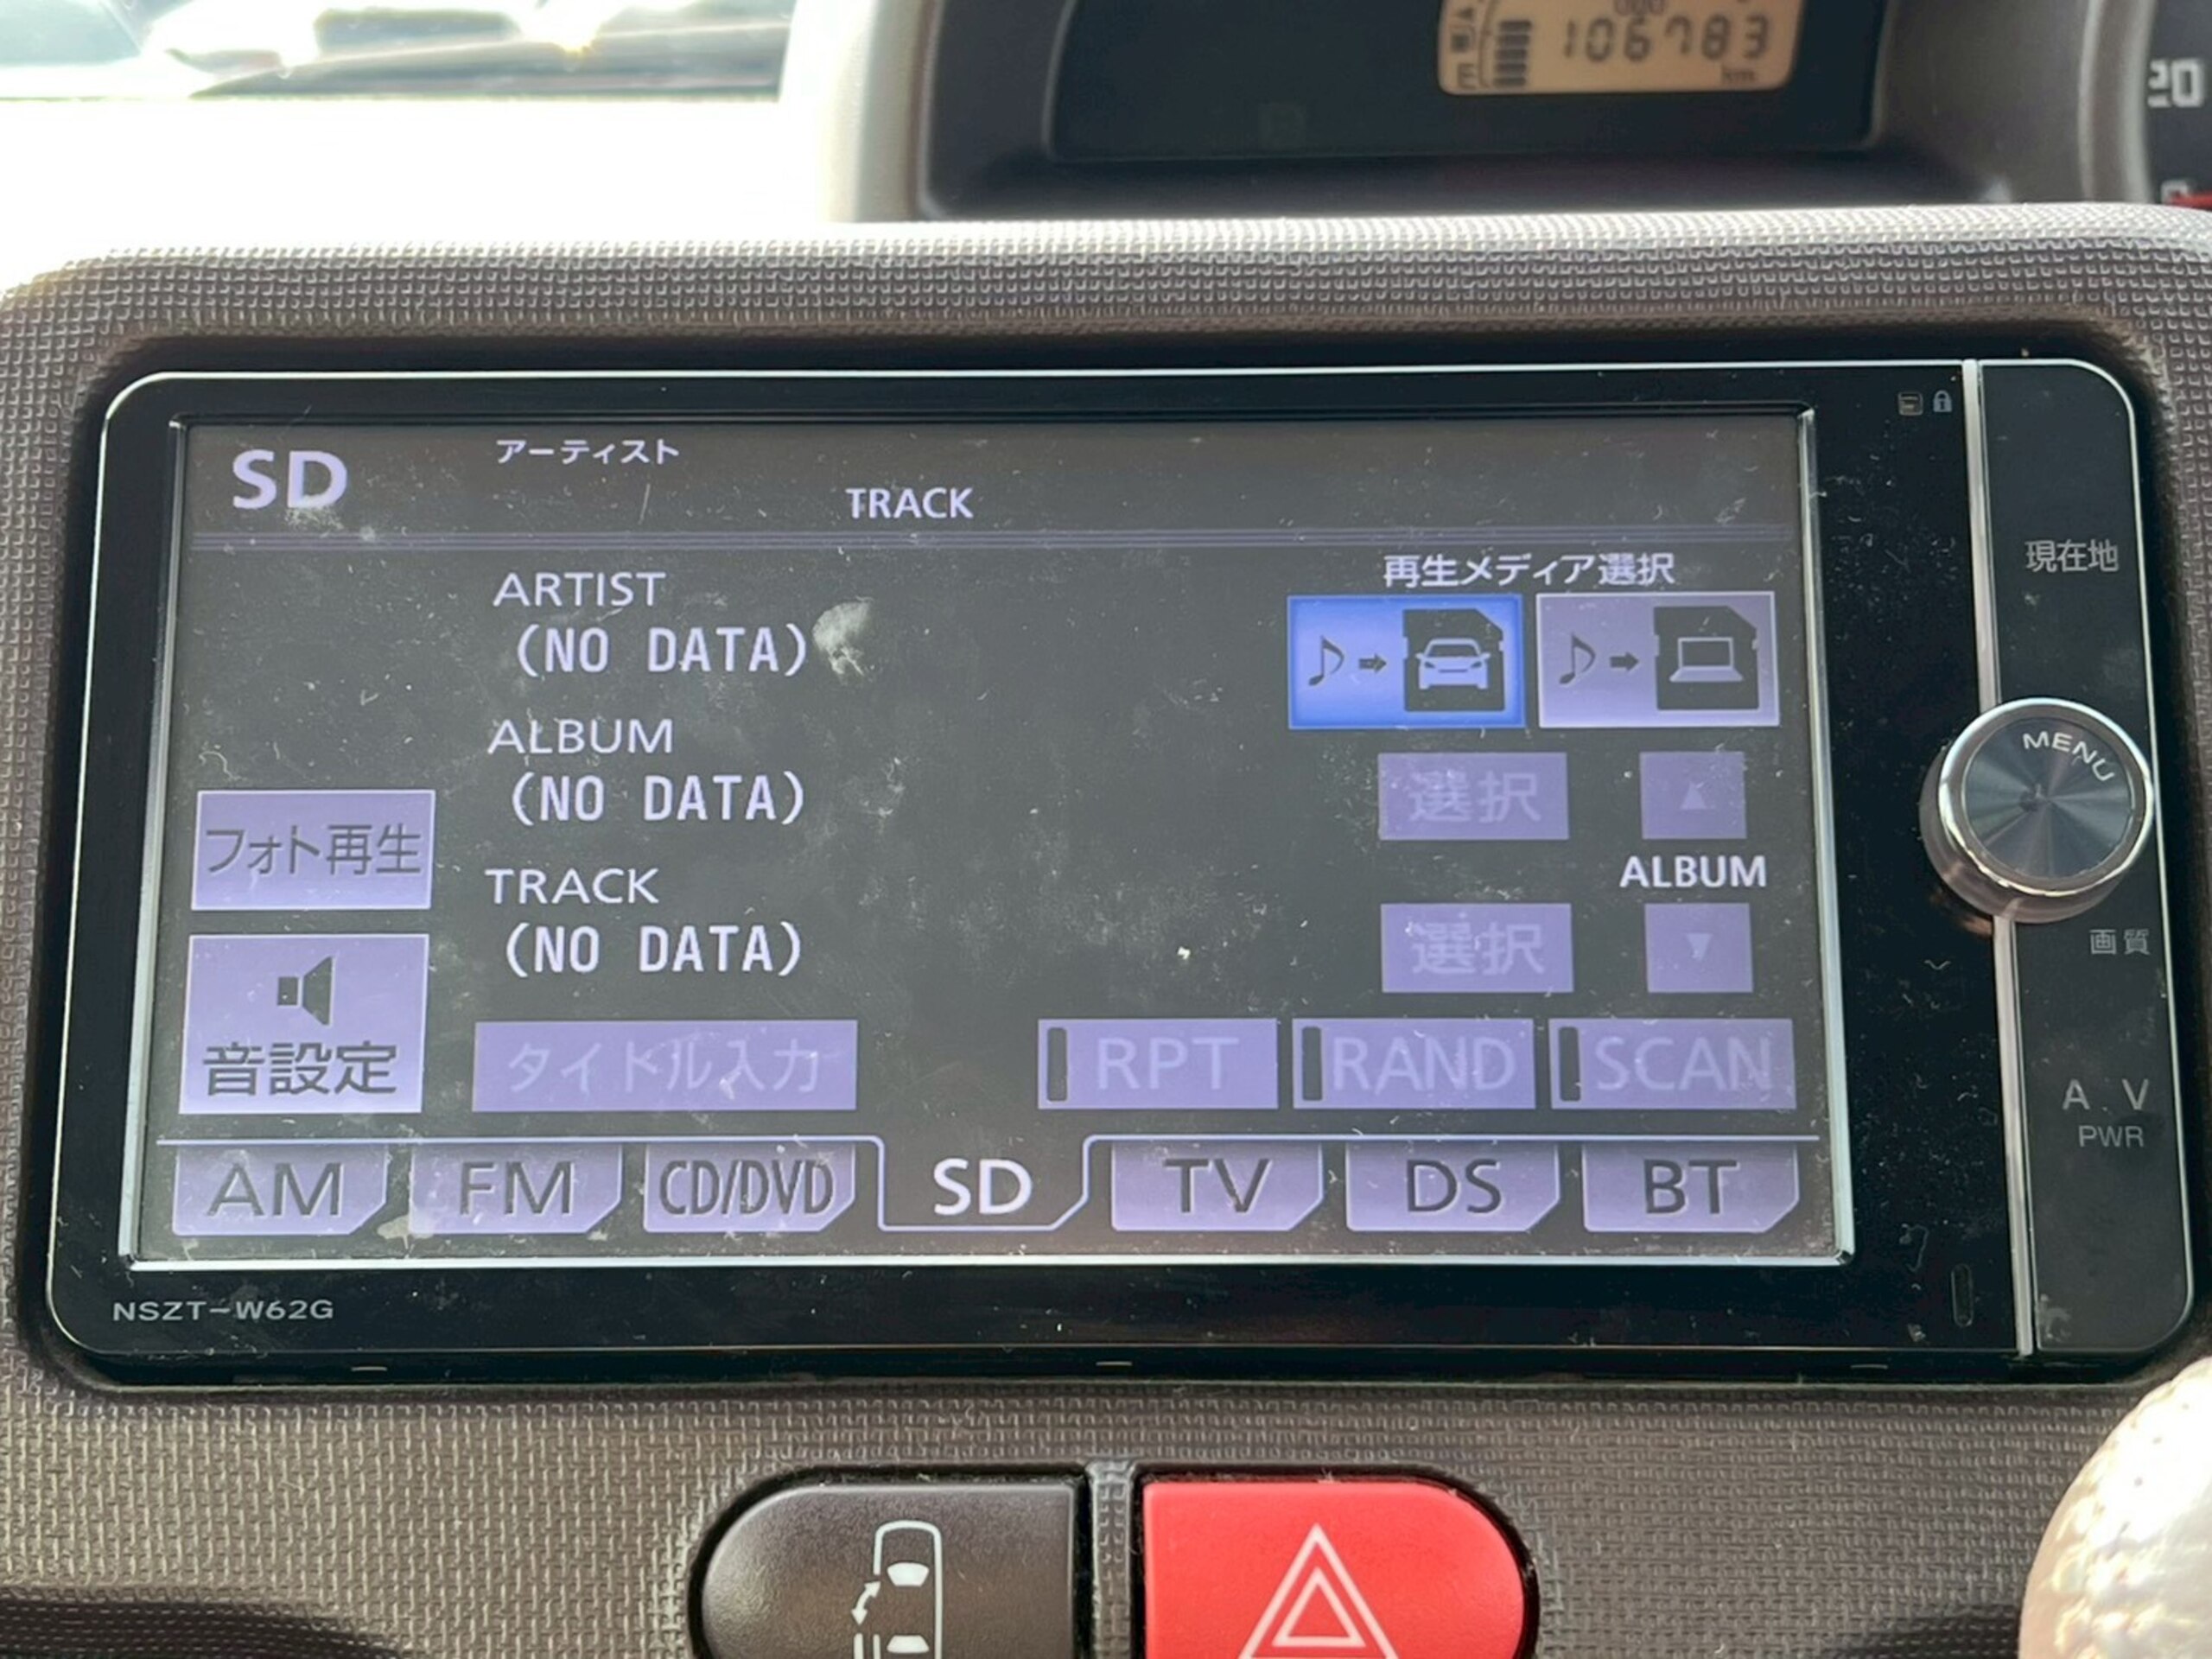 ODO
106783
km
E
20
SD
アーティスト
TRACK
現在地
ARTIST
(NO DATA)
再生メディア選択
MENU
ALBUM
(NO DATA)
選択
▲
フォト再生
ALBUM
TRACK
(NO DATA)
選択
▼
画質
音設定
タイトル入力
RPT
RAND
SCAN
A V
PWR
AM
FM
CD/DVD
SD
TV
DS
BT
NSZT-W62G